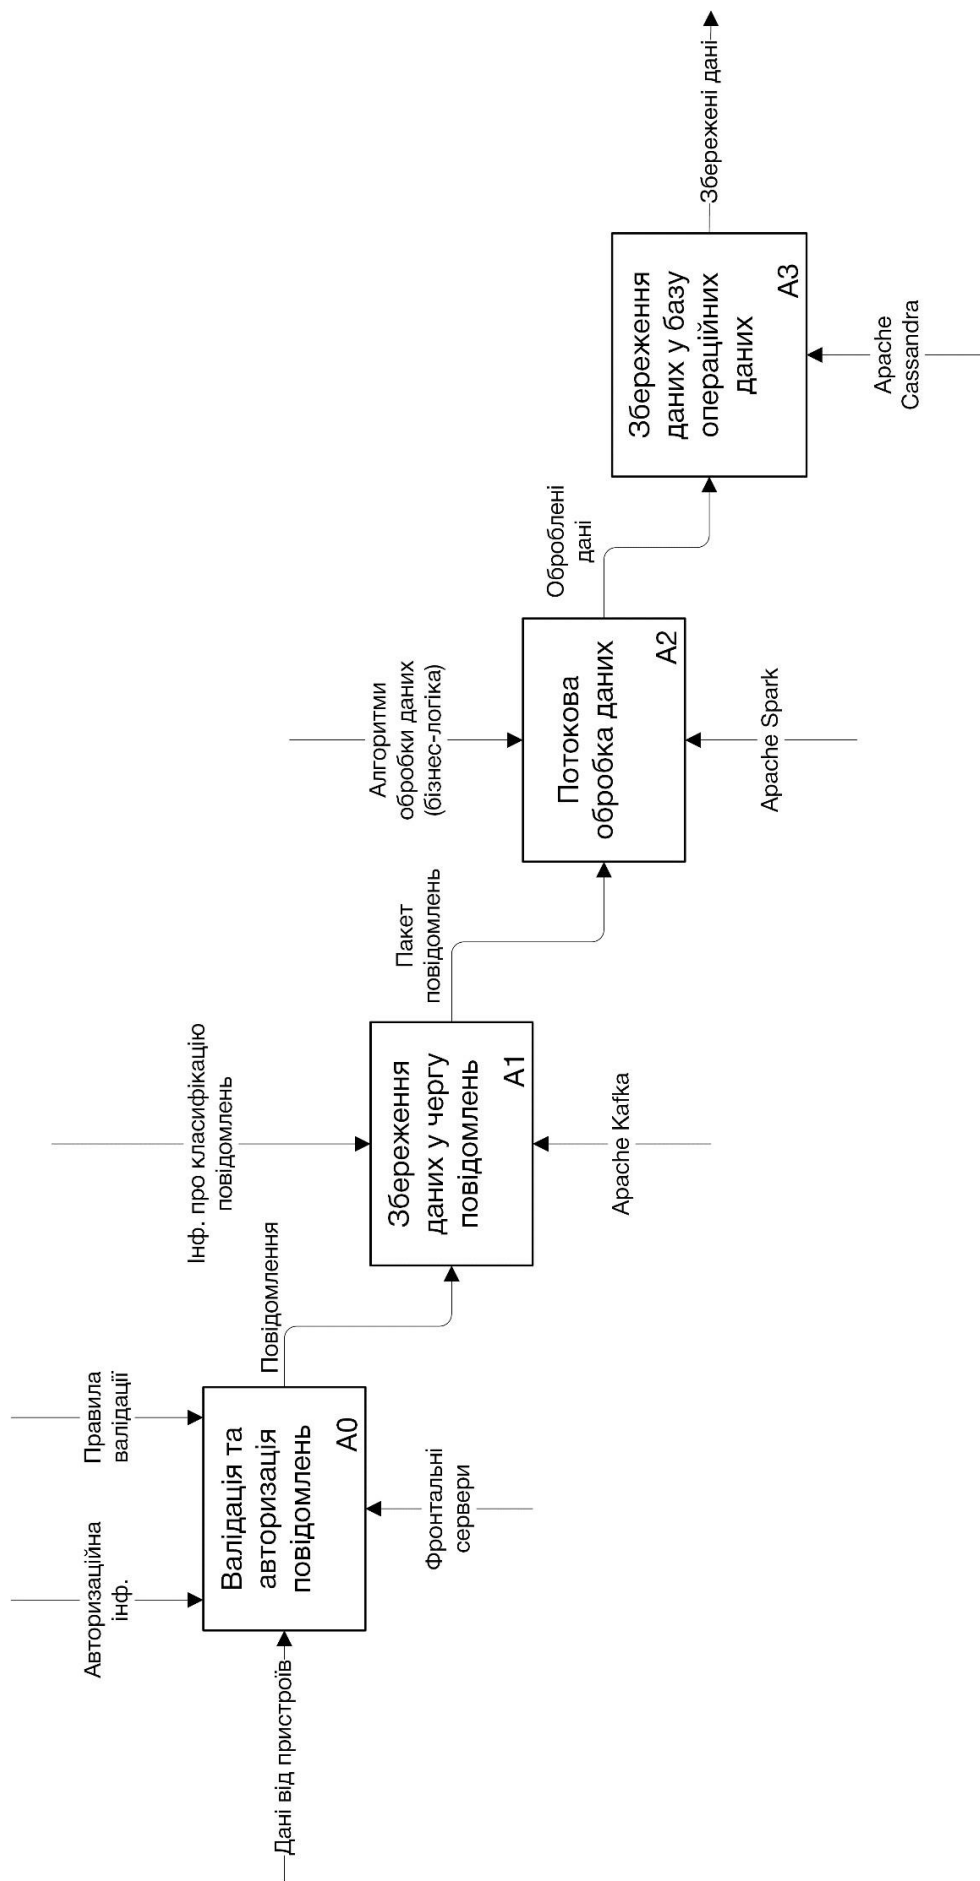 Авторизаційна
інф.
Правила
валідації
Дані від пристроїв
Валідація та
авторизація
повідомлень
A0
Фронтальні
сервери
Повідомлення
Інф. про класифікацію
повідомлень
Збереження
даних у чергу
повідомлень
A1
Apache Kafka
Пакет
повідомлень
Алгоритми
обробки даних
(бізнес-логіка)
Потокова
обробка даних
A2
Apache Spark
Оброблені
дані
Збереження
даних у базу
операційних
даних
A3
Apache
Cassandra
Збережені дані